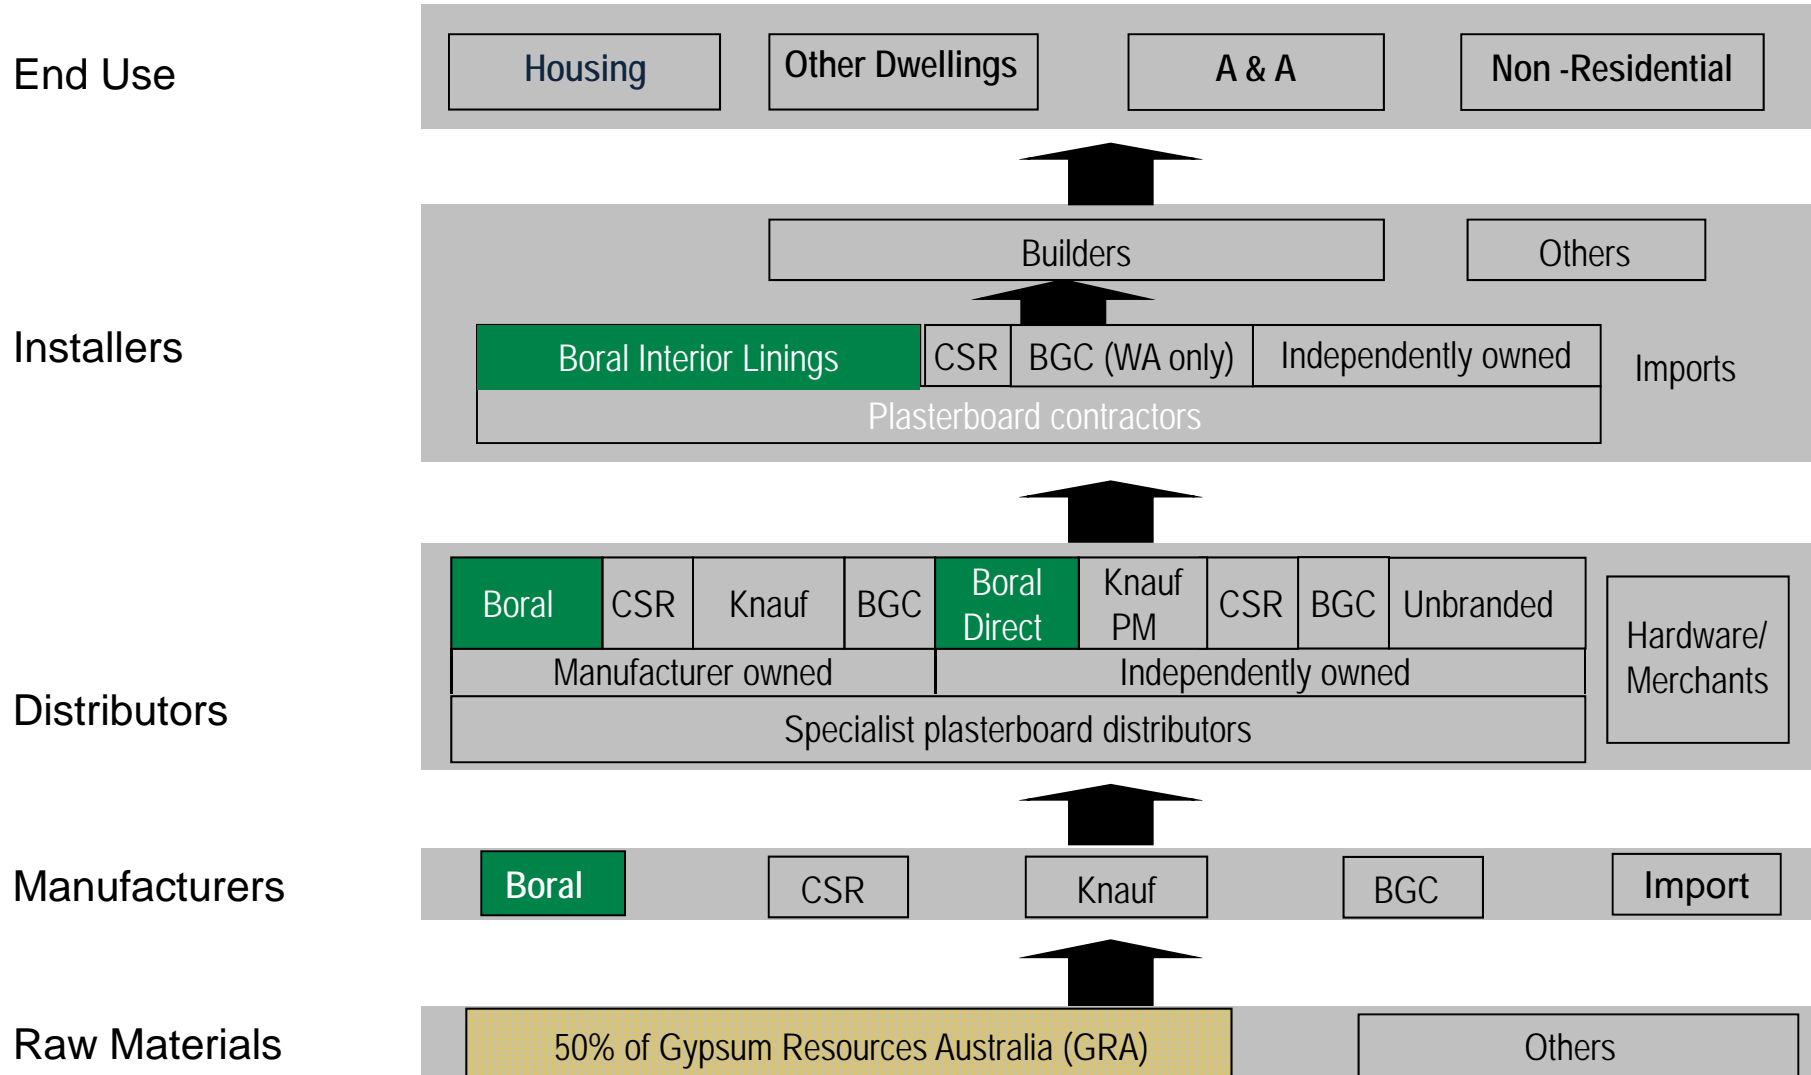 End Use
Housing
Other Dwellings
A & A
Non -Residential
Builders
Others
Installers
Boral Interior Linings
CSR
BGC (WA only)
Independently owned
Imports
Plasterboard contractors
Boral
CSR
Knauf
BGC
Boral
Direct
Knauf
PM
CSR
BGC
Unbranded
Hardware/
Merchants
Manufacturer owned
Independently owned
Distributors
Specialist plasterboard distributors
Manufacturers
Boral
CSR
Knauf
BGC
Import
Raw Materials
50% of Gypsum Resources Australia (GRA)
Others